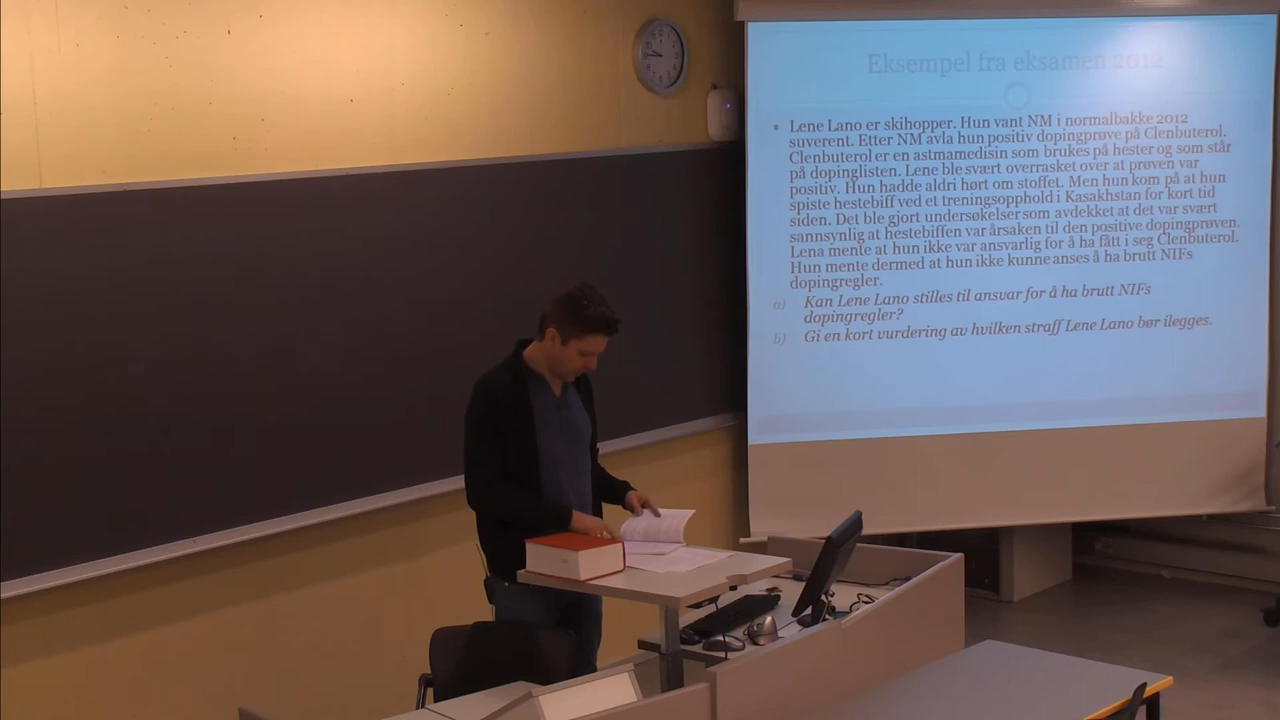 Eksempel fra eksamen 2012
• Lene Lano er skihopper. Hun vant NM i normalbakke 2012
suverent. Etter NM avla hun positiv dopingprøve på Clenbuterol.
Clenbuterol er en astmamedisin som brukes på hester og som står
på dopinglisten. Lene ble svært overrasket over at prøven var
positiv. Hun hadde aldri hørt om stoffet. Men hun kom på at hun
spiste hestebiff ved et treningsopphold i Kasakhstan for kort tid
siden. Det ble gjort undersøkelser som avdekket at det var svært
sannsynlig at hestebiffen var årsaken til den positive dopingprøven.
Lena mente at hun ikke var ansvarlig for å ha fått i seg Clenbuterol.
Hun mente dermed at hun ikke kunne anses å ha brutt NIFs
dopingregler.
a) Kan Lene Lano stilles til ansvar for å ha brutt NIFs
dopingregler?
b) Gi en kort vurdering av hvilken straff Lene Lano bør ilegges.